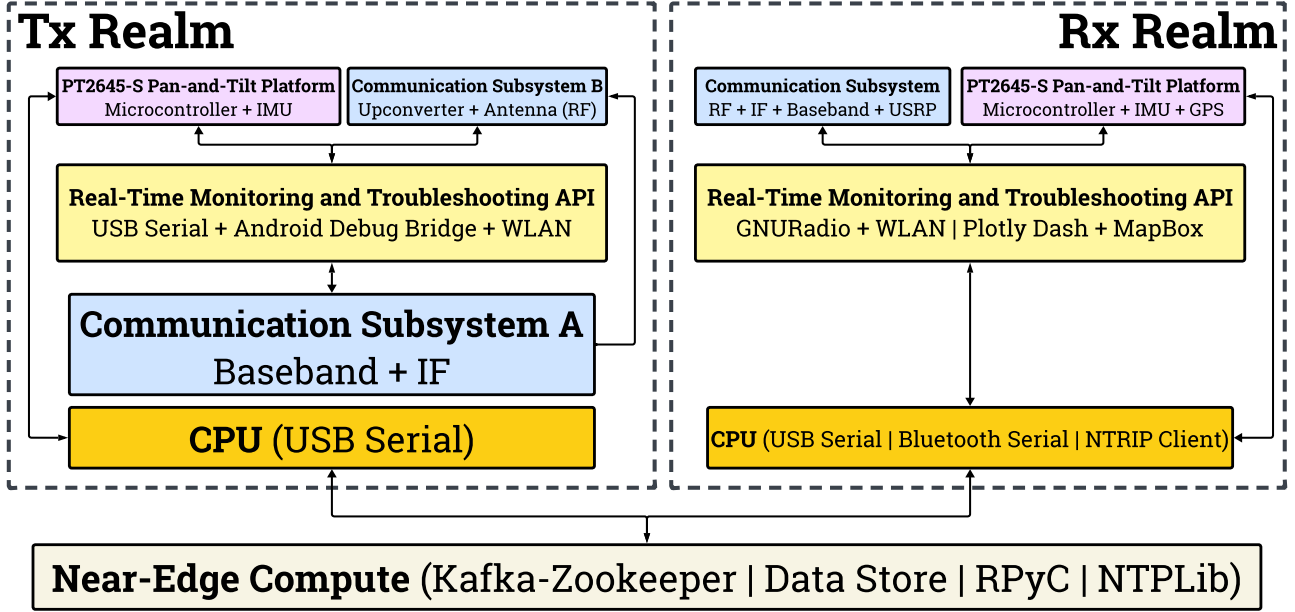 Tx Realm
PT2645-S Pan-and-Tilt Platform
Microcontroller + IMU
Communication Subsystem B
Upconverter + Antenna (RF)
Real-Time Monitoring and Troubleshooting API
USB Serial + Android Debug Bridge + WLAN
Communication Subsystem A
Baseband + IF
CPU (USB Serial)
Rx Realm
Communication Subsystem
RF + IF + Baseband + USRP
PT2645-S Pan-and-Tilt Platform
Microcontroller + IMU + GPS
Real-Time Monitoring and Troubleshooting API
GNURadio + WLAN | Plotly Dash + MapBox
CPU (USB Serial | Bluetooth Serial | NTRIP Client)
Near-Edge Compute (Kafka-Zookeeper | Data Store | RPyC | NTPLib)